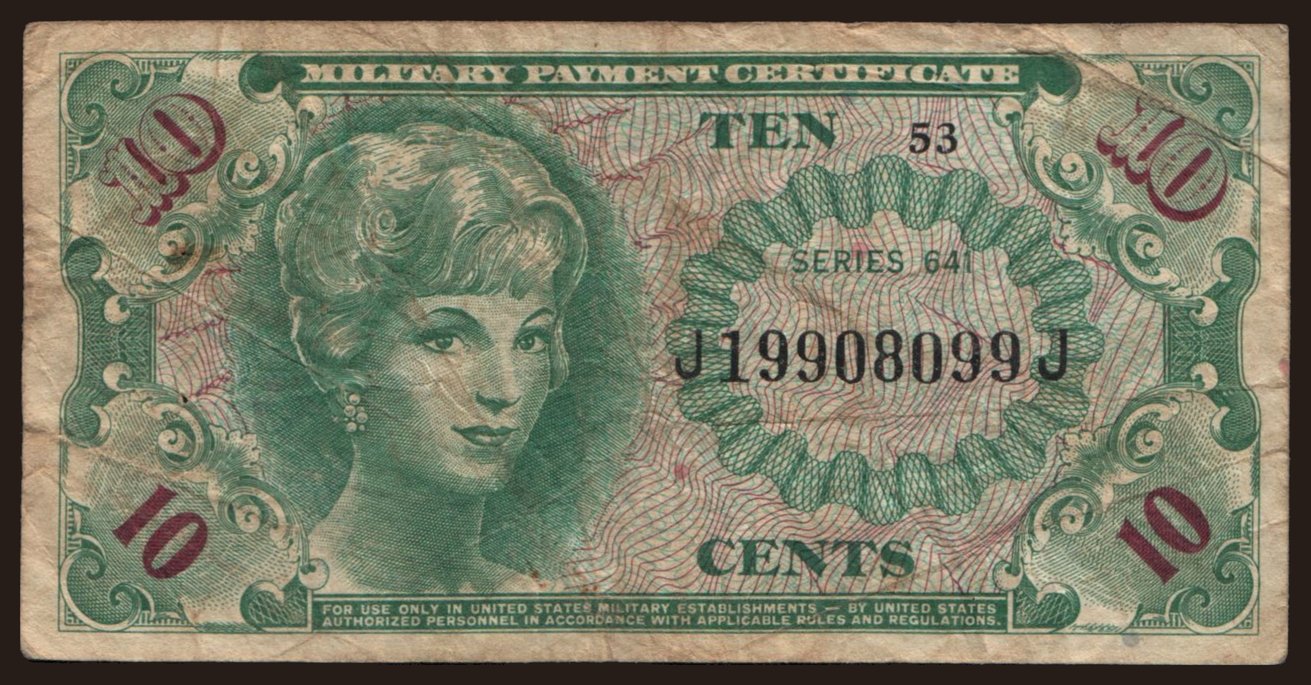 MILITARY PAYMENT CERTIFICATE
10
TEN 53
10
SERIES 641
J19908099J
10
CENTS
10
FOR USE ONLY IN UNITED STATES MILITARY ESTABLISHMENTS — BY UNITED STATES
AUTHORIZED PERSONNEL IN ACCORDANCE WITH APPLICABLE RULES AND REGULATIONS.